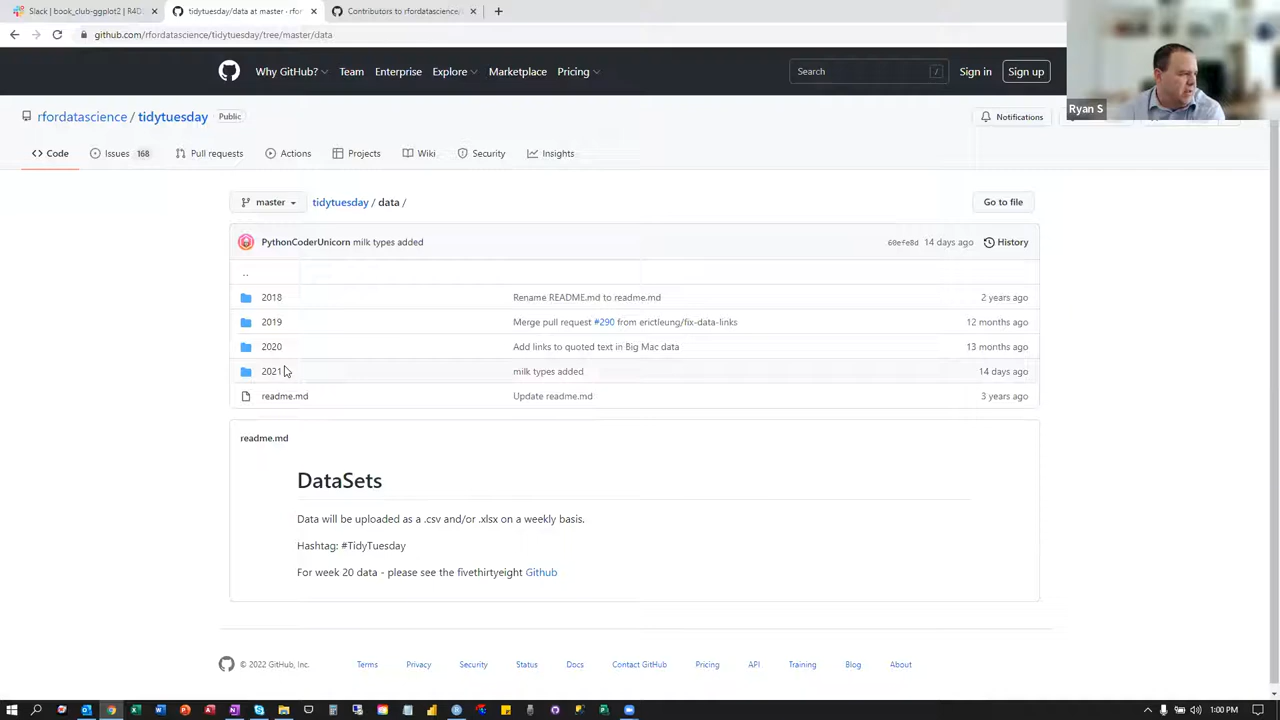 Slack | book_club-ggplot2 | R4D
tidytuesday/data at master · rfor
Contributors to rfordatascience/
github.com/rfordatascience/tidytuesday/tree/master/data
Why GitHub?
Team
Enterprise
Explore
Marketplace
Pricing
Search
/
Sign in
Sign up
Ryan S
rfordatascience / tidytuesday
Public
Notifications
Code
Issues 168
Pull requests
Actions
Projects
Wiki
Security
Insights
master
tidytuesday / data /
Go to file
PythonCoderUnicorn milk types added
60efe8d 14 days ago
History
..
2018 Rename README.md to readme.md 2 years ago
2019 Merge pull request #290 from erictleung/fix-data-links 12 months ago
2020 Add links to quoted text in Big Mac data 13 months ago
2021 milk types added 14 days ago
readme.md Update readme.md 3 years ago
readme.md
DataSets
Data will be uploaded as a .csv and/or .xlsx on a weekly basis.
Hashtag: #TidyTuesday
For week 20 data - please see the fivethirtyeight Github
© 2022 GitHub, Inc.
Terms
Privacy
Security
Status
Docs
Contact GitHub
Pricing
API
Training
Blog
About
1:00 PM